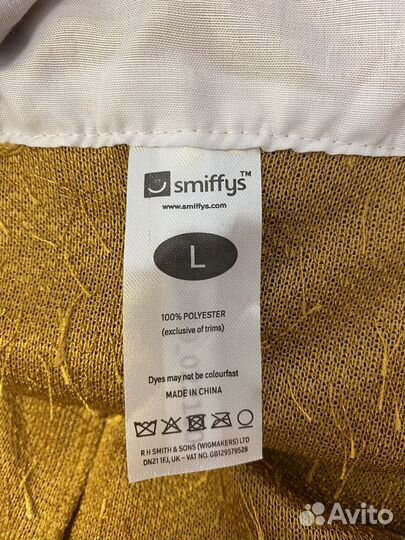 smiffys™
www.smiffys.com
L
100% POLYESTER
(exclusive of trims)
Dyes may not be colourfast
MADE IN CHINA
R H SMITH & SONS (WIGMAKERS) LTD
DN21 1FJ, UK – VAT NO. GB129579528
Avito